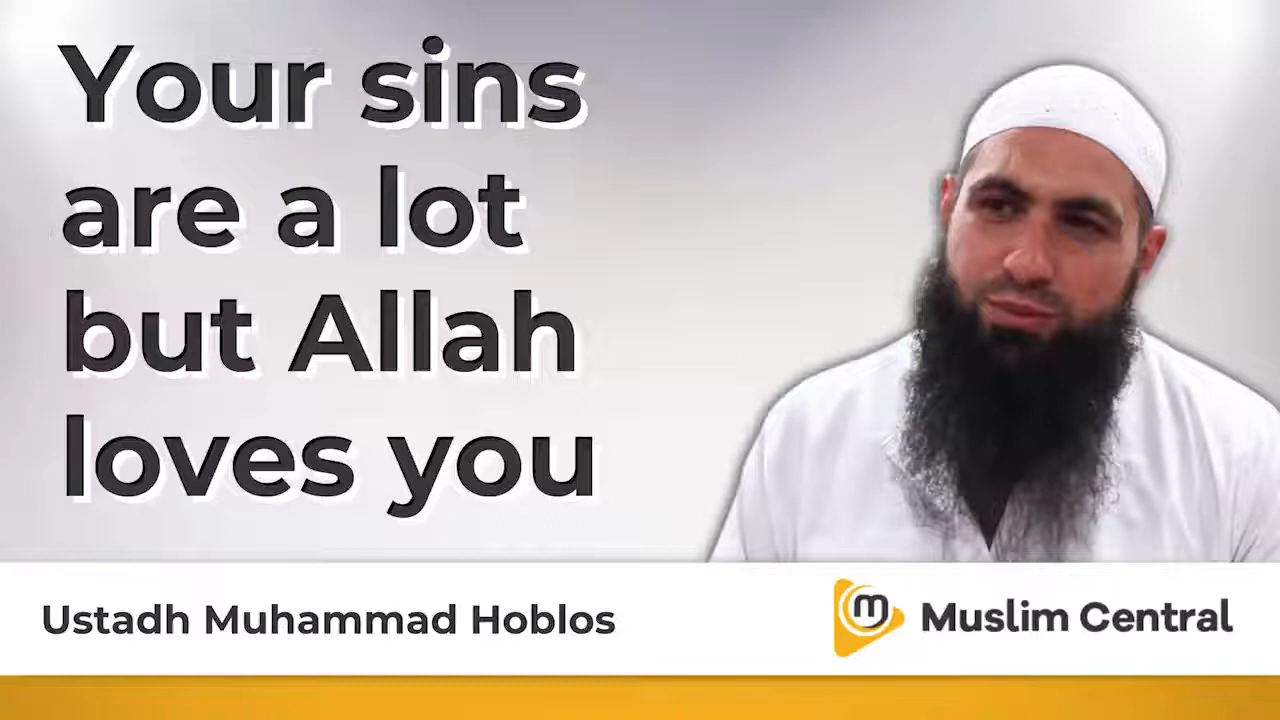 Your sins
are a lot
but Allah
loves you
Ustadh Muhammad Hoblos
m Muslim Central